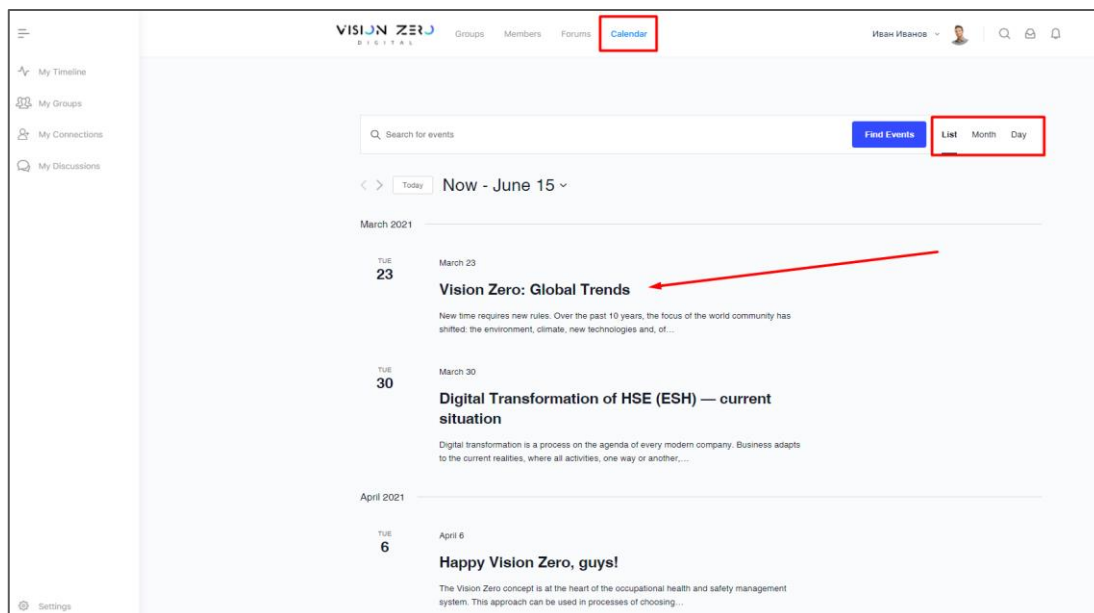 VISION ZERO
DIGITAL
Groups Members Forums Calendar
Иван Иванов
My Timeline
My Groups
My Connections
My Discussions
Search for events
Find Events
List Month Day
Today
Now - June 15
March 2021
TUE
23
March 23
Vision Zero: Global Trends
New time requires new rules. Over the past 10 years, the focus of the world community has
shifted: the environment, climate, new technologies and, of…
TUE
30
March 30
Digital Transformation of HSE (ESH) — current
situation
Digital transformation is a process on the agenda of every modern company. Business adapts
to the current realities, where all activities, one way or another,…
April 2021
TUE
6
April 6
Happy Vision Zero, guys!
The Vision Zero concept is at the heart of the occupational health and safety management
system. This approach can be used in processes of choosing…
Settings